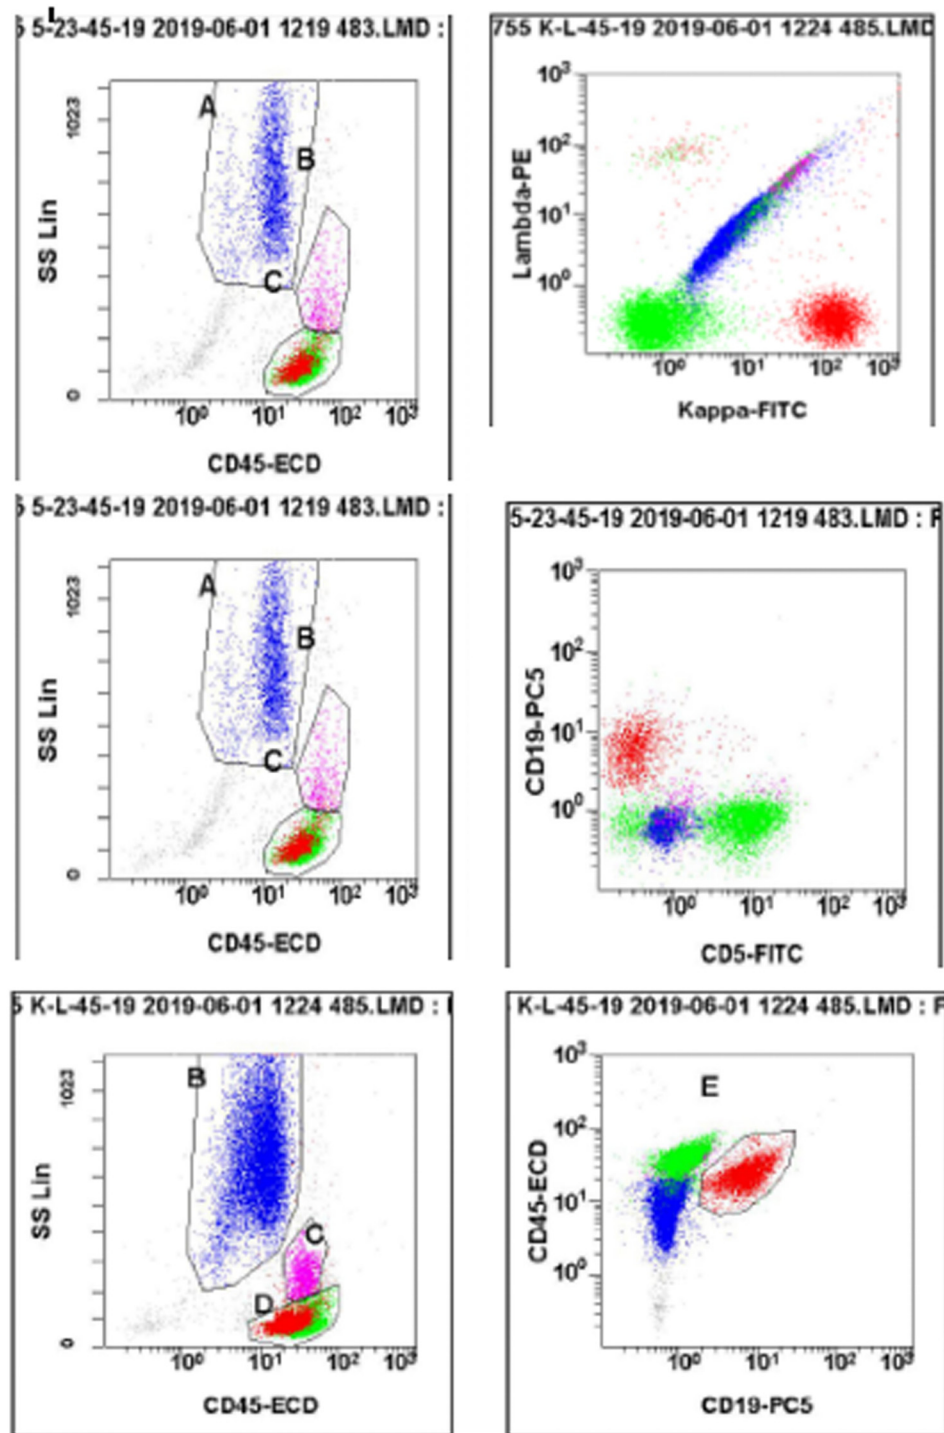 5 5-23-45-19 2019-06-01 1219 483.LMD :
A
B
C
1023
0
SS Lin
10⁰ 10¹ 10² 10³
CD45-ECD
755 K-L-45-19 2019-06-01 1224 485.LMD
10³
10²
10¹
10⁰
Lambda-PE
10⁰ 10¹ 10² 10³
Kappa-FITC
5 5-23-45-19 2019-06-01 1219 483.LMD :
A
B
C
1023
0
SS Lin
10⁰ 10¹ 10² 10³
CD45-ECD
5-23-45-19 2019-06-01 1219 483.LMD : F
10³
10²
10¹
10⁰
CD19-PC5
10⁰ 10¹ 10² 10³
CD5-FITC
5 K-L-45-19 2019-06-01 1224 485.LMD :
B
C
D
1023
0
SS Lin
10⁰ 10¹ 10² 10³
CD45-ECD
K-L-45-19 2019-06-01 1224 485.LMD : F
E
10³
10²
10¹
10⁰
CD45-ECD
10⁰ 10¹ 10² 10³
CD19-PC5